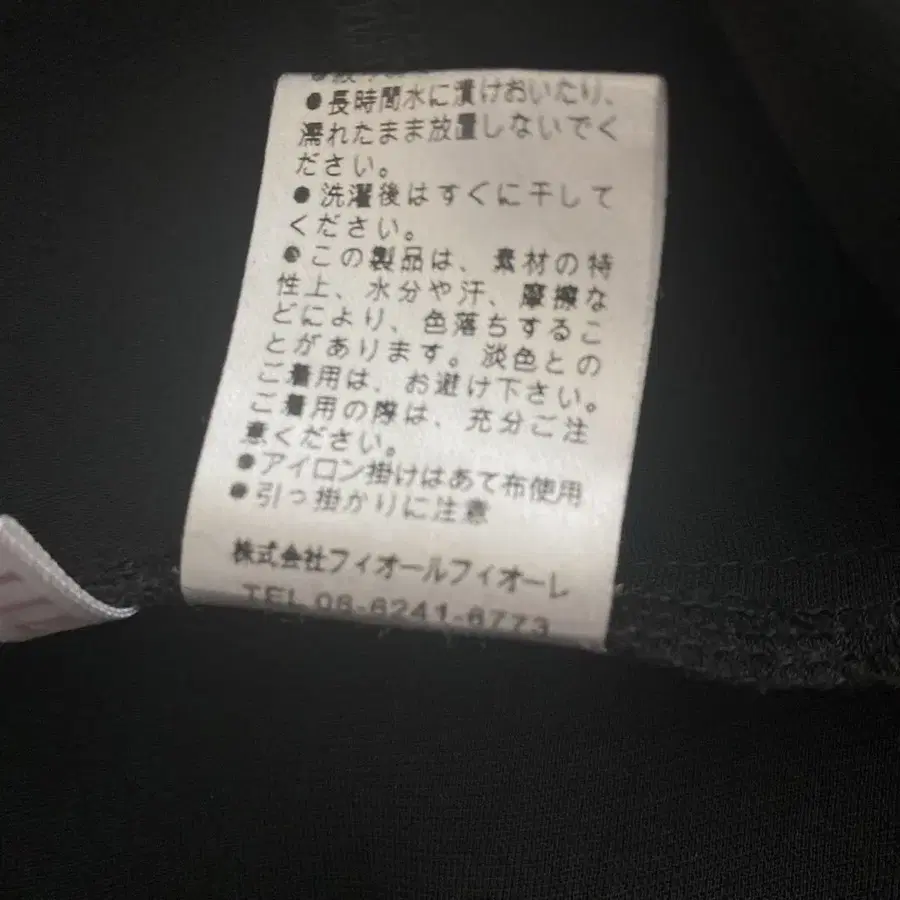 ●長時間水に漬けおいたり、
濡れたまま放置しないでく
ださい。
●洗濯後はすぐに干して
ください。
●この製品は、素材の特
性上、水分や汗、摩擦な
どにより、色落ちするこ
とがあります。淡色との
ご着用は、お避け下さい。
ご着用の際は、充分ご注
意ください。
●アイロン掛けはあて布使用
●引っ掛かりに注意
株式会社フィオールフィオーレ
TEL 06-6241-6773